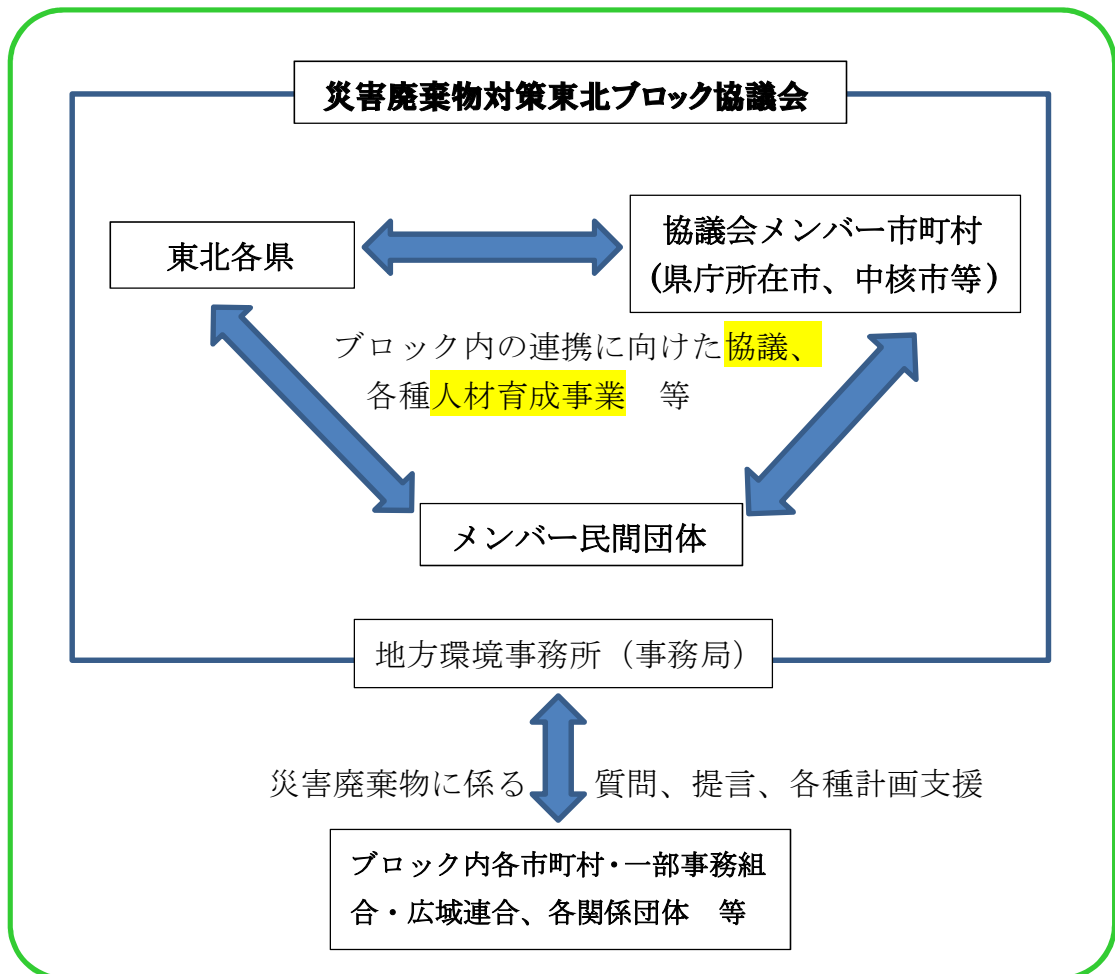 災害廃棄物対策東北ブロック協議会
東北各県
協議会メンバー市町村
(県庁所在市、中核市等)
ブロック内の連携に向けた協議、
各種人材育成事業　等
メンバー民間団体
地方環境事務所（事務局）
災害廃棄物に係る　質問、提言、各種計画支援
ブロック内各市町村・一部事務組
合・広域連合、各関係団体　等